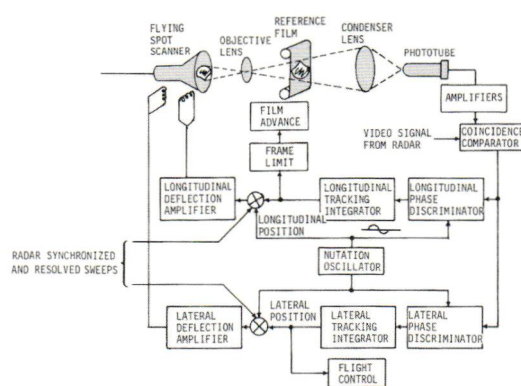 FLYING
SPOT
SCANNER
OBJECTIVE
LENS
REFERENCE
FILM
CONDENSER
LENS
PHOTOTUBE
AMPLIFIERS
FILM
ADVANCE
VIDEO SIGNAL
FROM RADAR
COINCIDENCE
COMPARATOR
FRAME
LIMIT
LONGITUDINAL
DEFLECTION
AMPLIFIER
LONGITUDINAL
TRACKING
INTEGRATOR
LONGITUDINAL
PHASE
DISCRIMINATOR
LONGITUDINAL
POSITION
RADAR SYNCHRONIZED
AND RESOLVED SWEEPS
NUTATION
OSCILLATOR
LATERAL
DEFLECTION
AMPLIFIER
LATERAL
POSITION
LATERAL
TRACKING
INTEGRATOR
LATERAL
PHASE
DISCRIMINATOR
FLIGHT
CONTROL